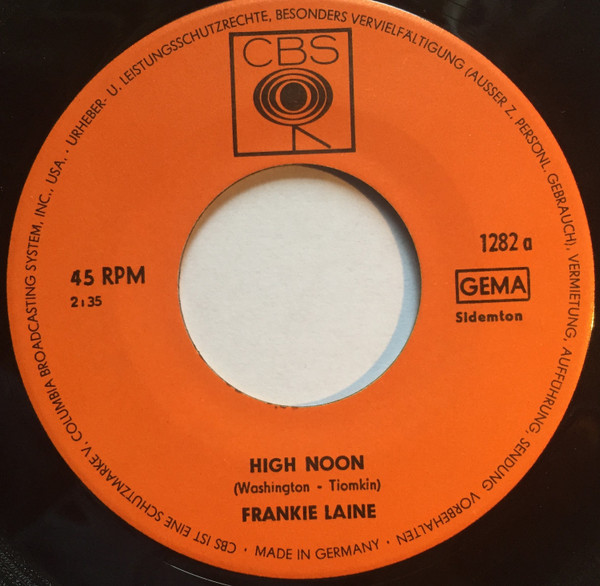 CBS
45 RPM
2:35
1282 a
GEMA
Sidemton
HIGH NOON
(Washington - Tiomkin)
FRANKIE LAINE
CBS IST EINE SCHUTZMARKE V. COLUMBIA BROADCASTING SYSTEM, INC., USA. · URHEBER- U. LEISTUNGSSCHUTZRECHTE, BESONDERS VERVIELFÄLTIGUNG (AUSSER Z. PERSÖNL. GEBRAUCH), VERMIETUNG, AUFFÜHRUNG, SENDUNG VORBEHALTEN · MADE IN GERMANY ·